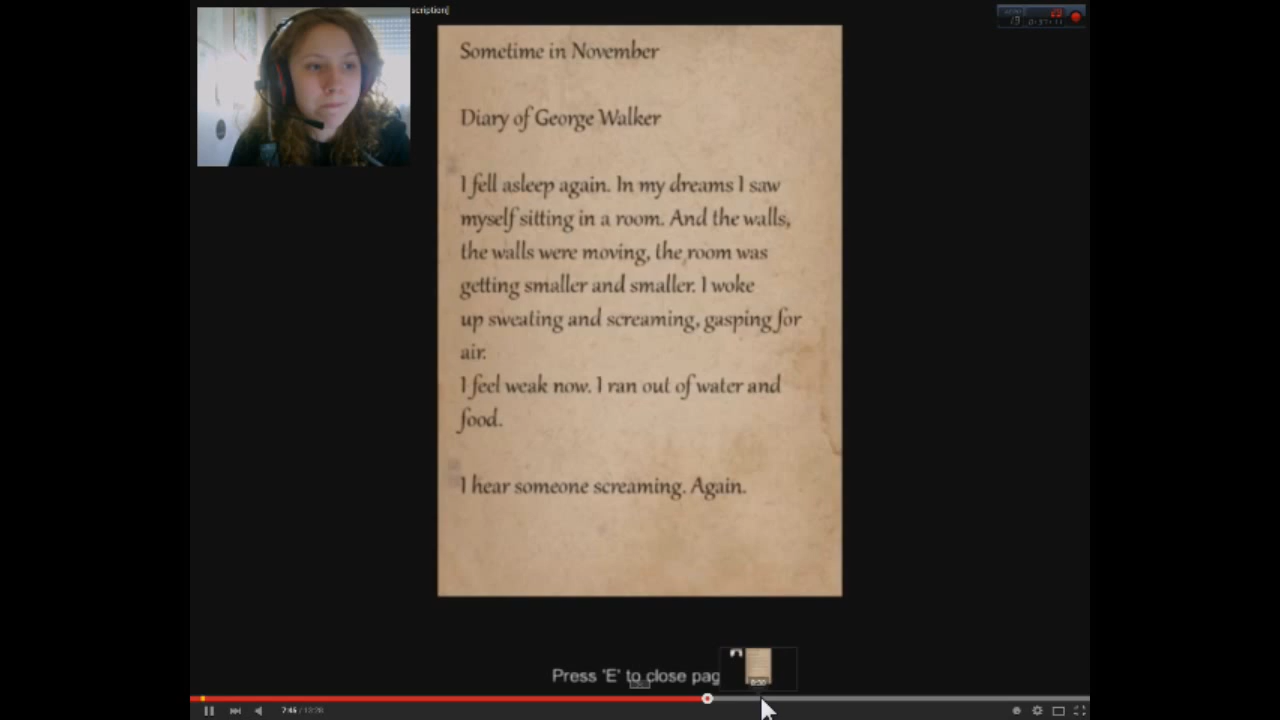 scription]
Sometime in November
Diary of George Walker
I fell asleep again. In my dreams I saw
myself sitting in a room. And the walls,
the walls were moving, the room was
getting smaller and smaller. I woke
up sweating and screaming, gasping for
air.
I feel weak now. I ran out of water and
food.
I hear someone screaming. Again.
Press 'E' to close pag